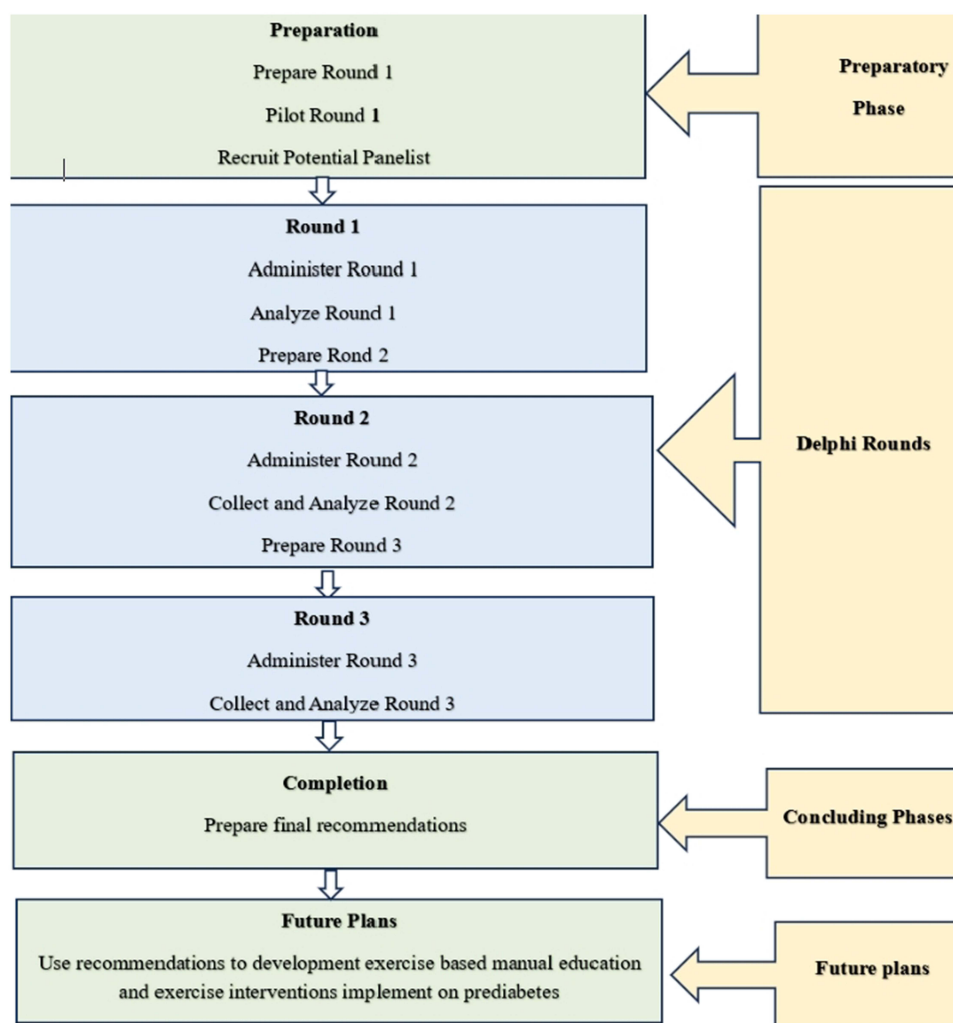 Preparation
Prepare Round 1
Pilot Round 1
Recruit Potential Panelist
Preparatory
Phase
Round 1
Administer Round 1
Analyze Round 1
Prepare Rond 2
Round 2
Administer Round 2
Collect and Analyze Round 2
Prepare Round 3
Delphi Rounds
Round 3
Administer Round 3
Collect and Analyze Round 3
Completion
Prepare final recommendations
Concluding Phases
Future Plans
Use recommendations to development exercise based manual education
and exercise interventions implement on prediabetes
Future plans